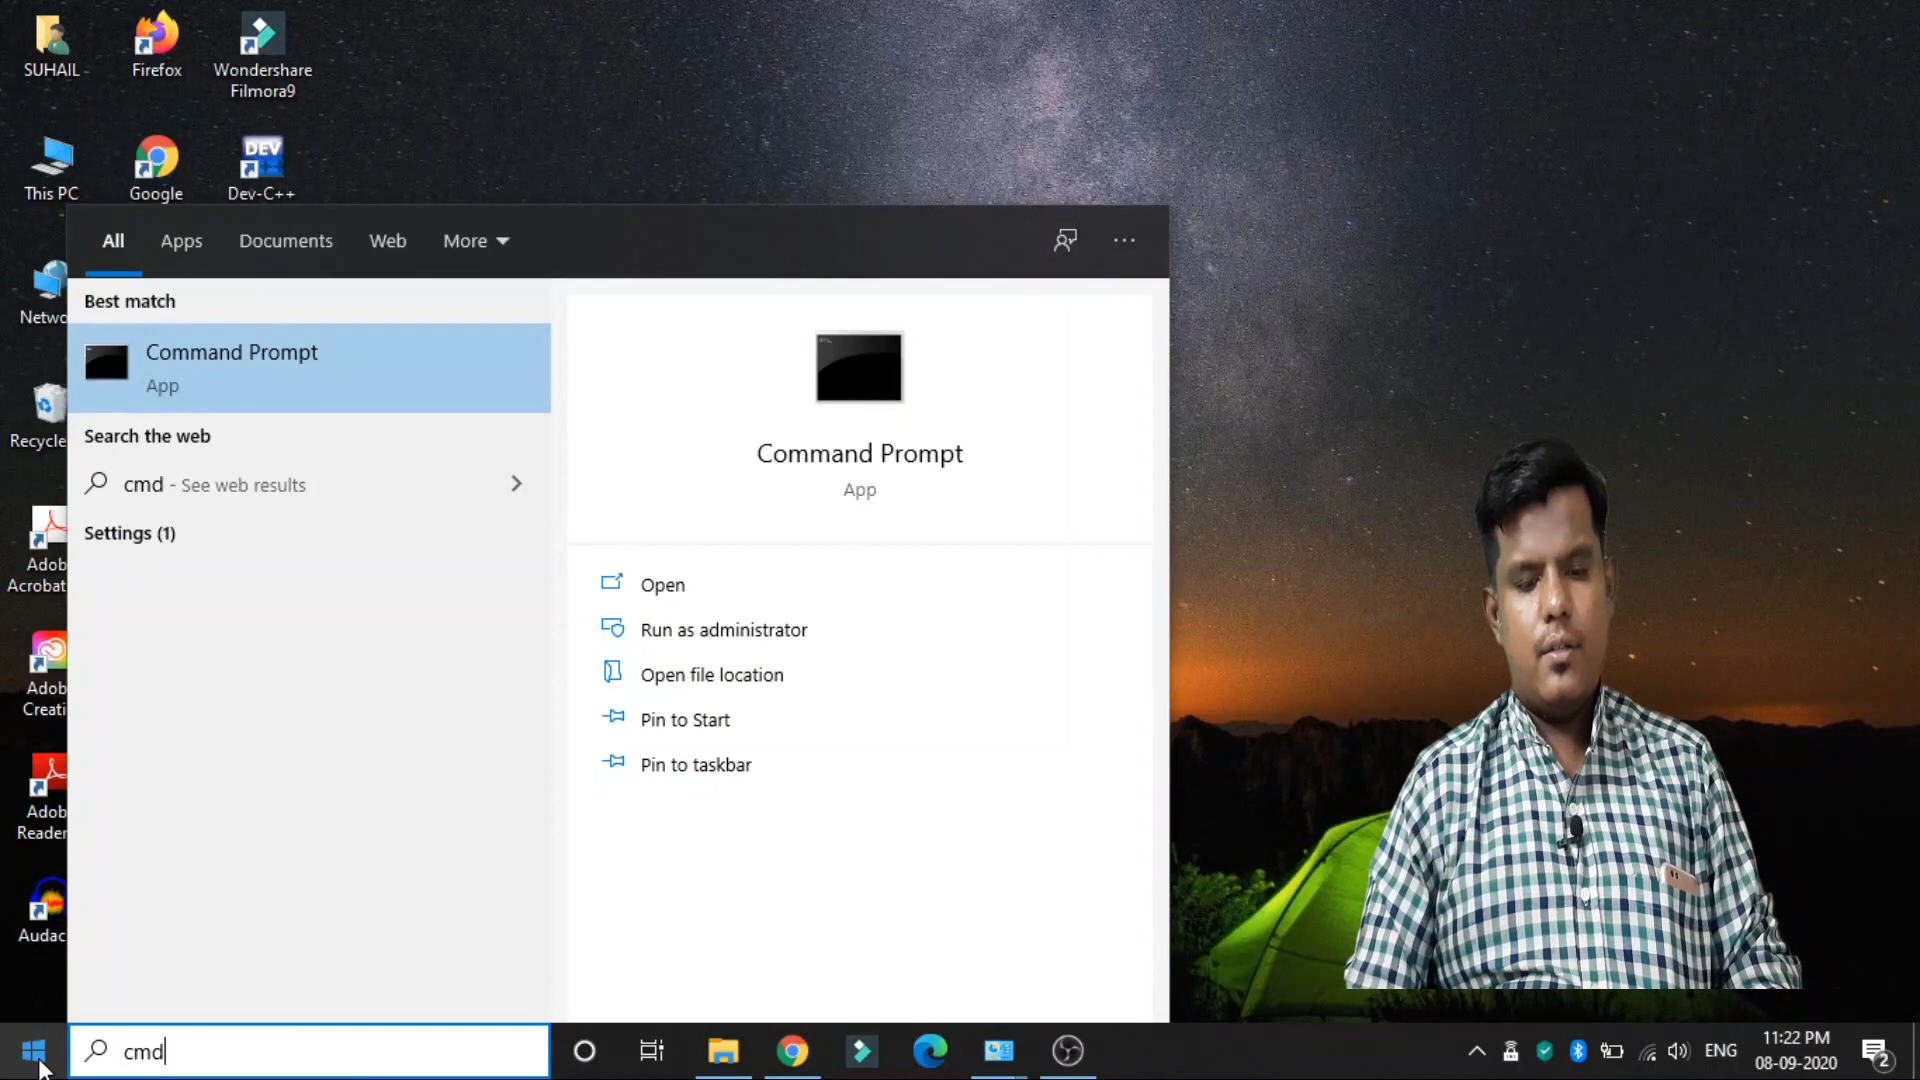 SUHAIL
Firefox
Wondershare
Filmora9
This PC
Google
DEV
Dev-C++
All
Apps
Documents
Web
More
Netwo
Recycle
Adob
Acrobat
Adob
Creati
Adob
Reader
Audac
Best match
Command Prompt
App
Search the web
cmd - See web results
Settings (1)
Command Prompt
App
Open
Run as administrator
Open file location
Pin to Start
Pin to taskbar
cmd
ENG
11:22 PM
08-09-2020
2